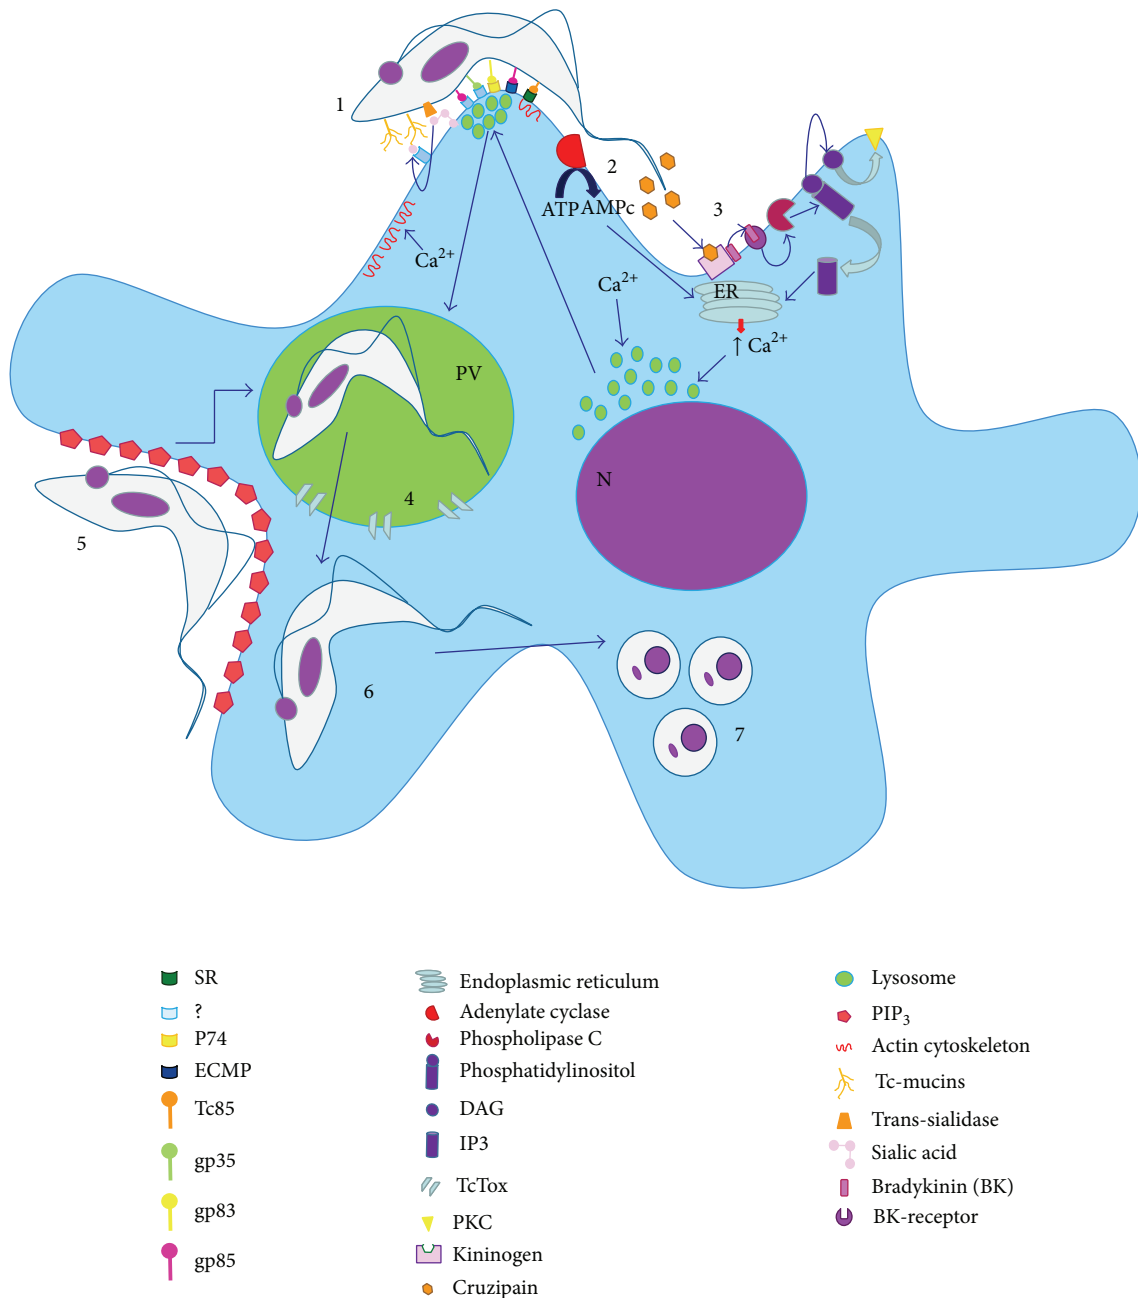 1
2
ATP AMPc
3
Ca2+
Ca2+
ER
↑ Ca2+
PV
N
4
5
6
7
SR
?
P74
ECMP
Tc85
gp35
gp83
gp85
Endoplasmic reticulum
Adenylate cyclase
Phospholipase C
Phosphatidylinositol
DAG
IP3
TcTox
PKC
Kininogen
Cruzipain
Lysosome
PIP3
Actin cytoskeleton
Tc-mucins
Trans-sialidase
Sialic acid
Bradykinin (BK)
BK-receptor